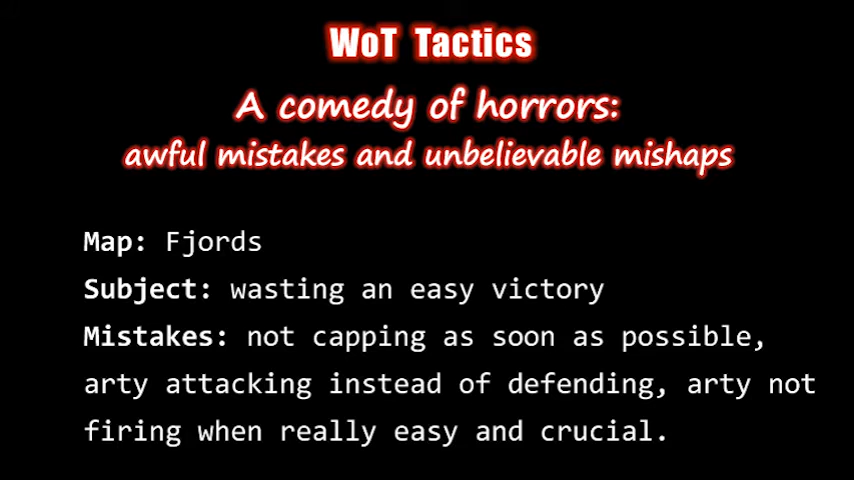 WoT Tactics
A comedy of horrors:
awful mistakes and unbelievable mishaps
Map: Fjords
Subject: wasting an easy victory
Mistakes: not capping as soon as possible,
arty attacking instead of defending, arty not
firing when really easy and crucial.